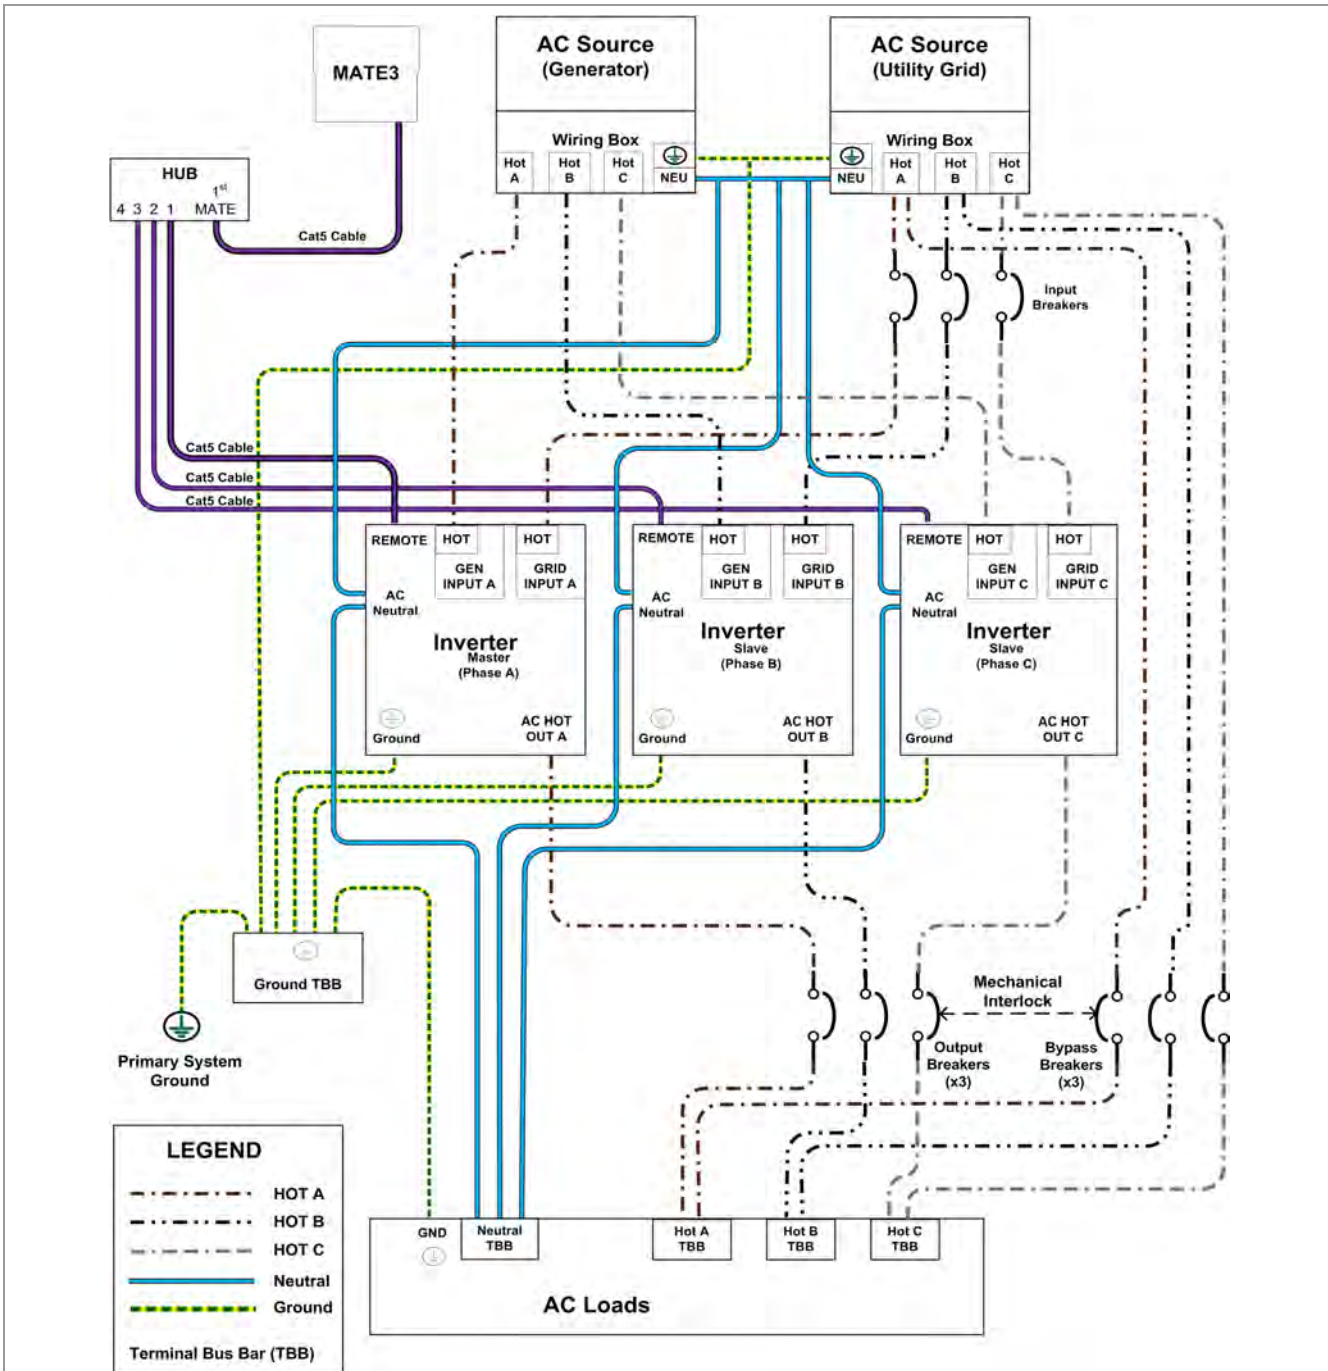 MATE3
AC Source
(Generator)
Wiring Box
Hot
A
Hot
B
Hot
C
NEU
AC Source
(Utility Grid)
Wiring Box
NEU
Hot
A
Hot
B
Hot
C
HUB
1st
4 3 2 1 MATE
Cat5 Cable
Input
Breakers
Cat5 Cable
Cat5 Cable
Cat5 Cable
REMOTE
HOT
HOT
GEN
INPUT A
GRID
INPUT A
AC
Neutral
Inverter
Master
(Phase A)
Ground
AC HOT
OUT A
REMOTE
HOT
HOT
GEN
INPUT B
GRID
INPUT B
AC
Neutral
Inverter
Slave
(Phase B)
Ground
AC HOT
OUT B
REMOTE
HOT
HOT
GEN
INPUT C
GRID
INPUT C
AC
Neutral
Inverter
Slave
(Phase C)
Ground
AC HOT
OUT C
Ground TBB
Primary System
Ground
Mechanical
Interlock
Output
Breakers
(x3)
Bypass
Breakers
(x3)
LEGEND
HOT A
HOT B
HOT C
Neutral
Ground
Terminal Bus Bar (TBB)
GND
Neutral
TBB
Hot A
TBB
Hot B
TBB
Hot C
TBB
AC Loads